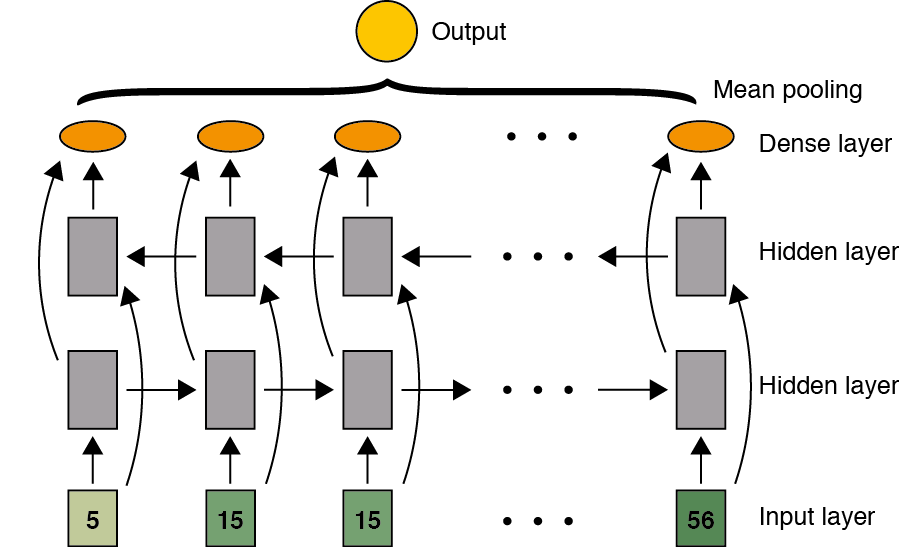 Output
Mean pooling
Dense layer
Hidden layer
Hidden layer
5 15 15 56 Input layer